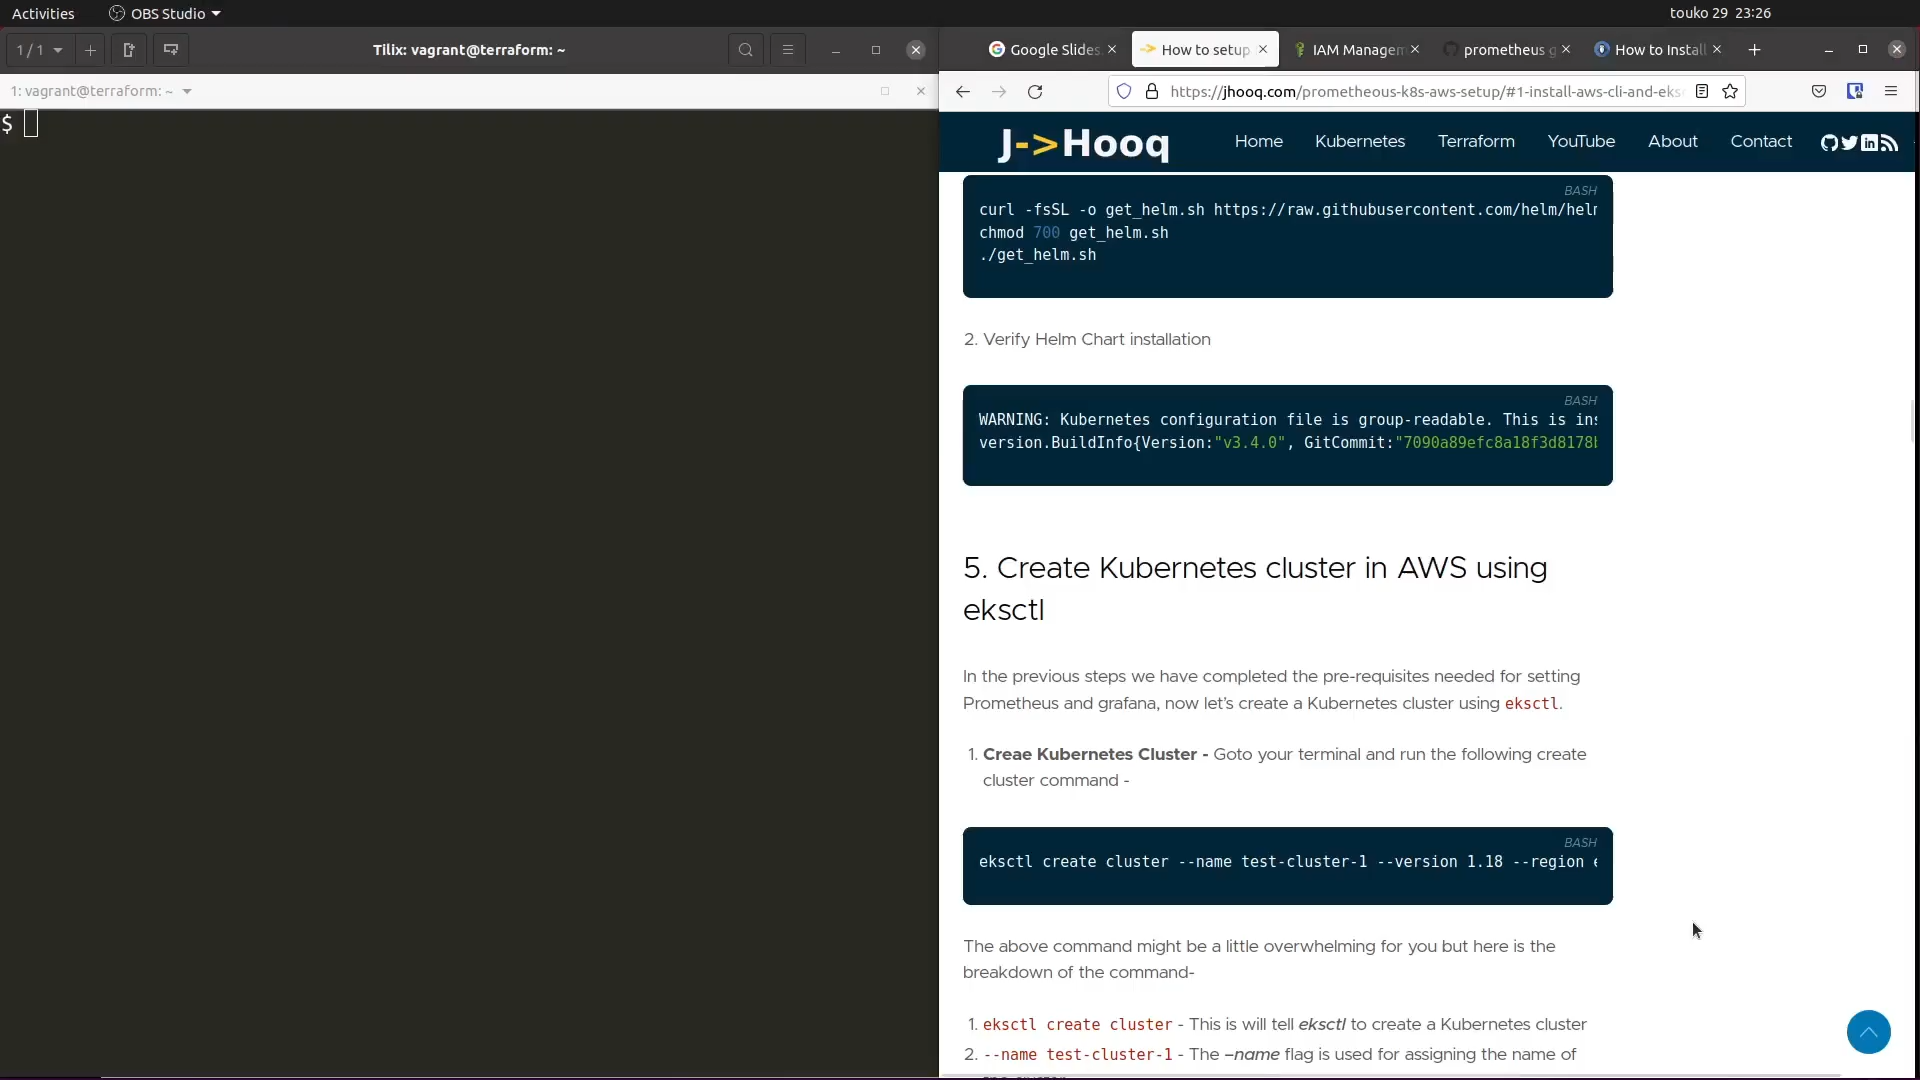 Activities
OBS Studio
touko 29 23:26
1 / 1
Tilix: vagrant@terraform: ~
1: vagrant@terraform: ~
$
Google Slides
How to setup
IAM Managem
prometheus g
How to Install
https://jhooq.com/prometheous-k8s-aws-setup/#1-install-aws-cli-and-eks
J->Hooq
Home
Kubernetes
Terraform
YouTube
About
Contact
BASH
curl -fsSL -o get_helm.sh https://raw.githubusercontent.com/helm/helm
chmod 700 get_helm.sh
./get_helm.sh
2. Verify Helm Chart installation
BASH
WARNING: Kubernetes configuration file is group-readable. This is ins
version.BuildInfo{Version:"v3.4.0", GitCommit:"7090a89efc8a18f3d8178b
5. Create Kubernetes cluster in AWS using
eksctl
In the previous steps we have completed the pre-requisites needed for setting
Prometheus and grafana, now let's create a Kubernetes cluster using eksctl.
1. Creae Kubernetes Cluster - Goto your terminal and run the following create
cluster command -
BASH
eksctl create cluster --name test-cluster-1 --version 1.18 --region e
The above command might be a little overwhelming for you but here is the
breakdown of the command-
1. eksctl create cluster - This is will tell eksctl to create a Kubernetes cluster
2. --name test-cluster-1 - The –name flag is used for assigning the name of